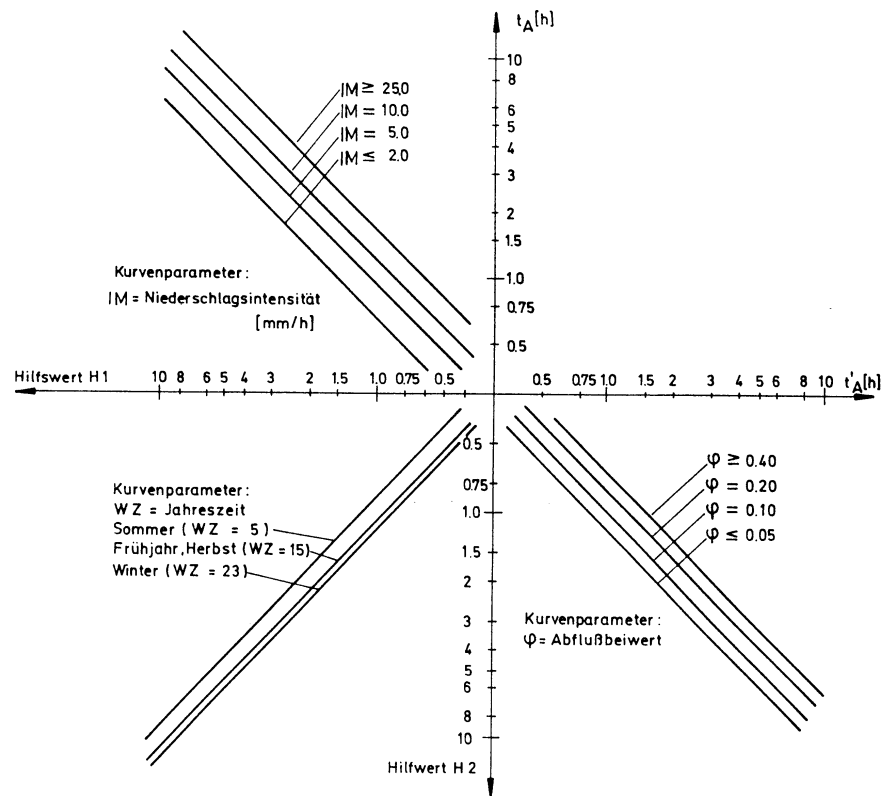 t_A[h]
10
8
6
5
4
3
2
1.5
1.0
0.75
0.5
IM ≥ 25.0
IM = 10.0
IM = 5.0
IM ≤ 2.0
Kurvenparameter:
IM = Niederschlagsintensität
[mm/h]
Hilfswert H1 10 8 6 5 4 3 2 1.5 1.0 0.75 0.5
0.5 0.75 1.0 1.5 2 3 4 5 6 8 10 t'_A[h]
0.5
0.75
1.0
1.5
2
3
4
5
6
8
10
Kurvenparameter:
WZ = Jahreszeit
Sommer (WZ = 5)
Frühjahr, Herbst (WZ = 15)
Winter (WZ = 23)
φ ≥ 0.40
φ = 0.20
φ = 0.10
φ ≤ 0.05
Kurvenparameter:
φ = Abflußbeiwert
Hilfwert H2